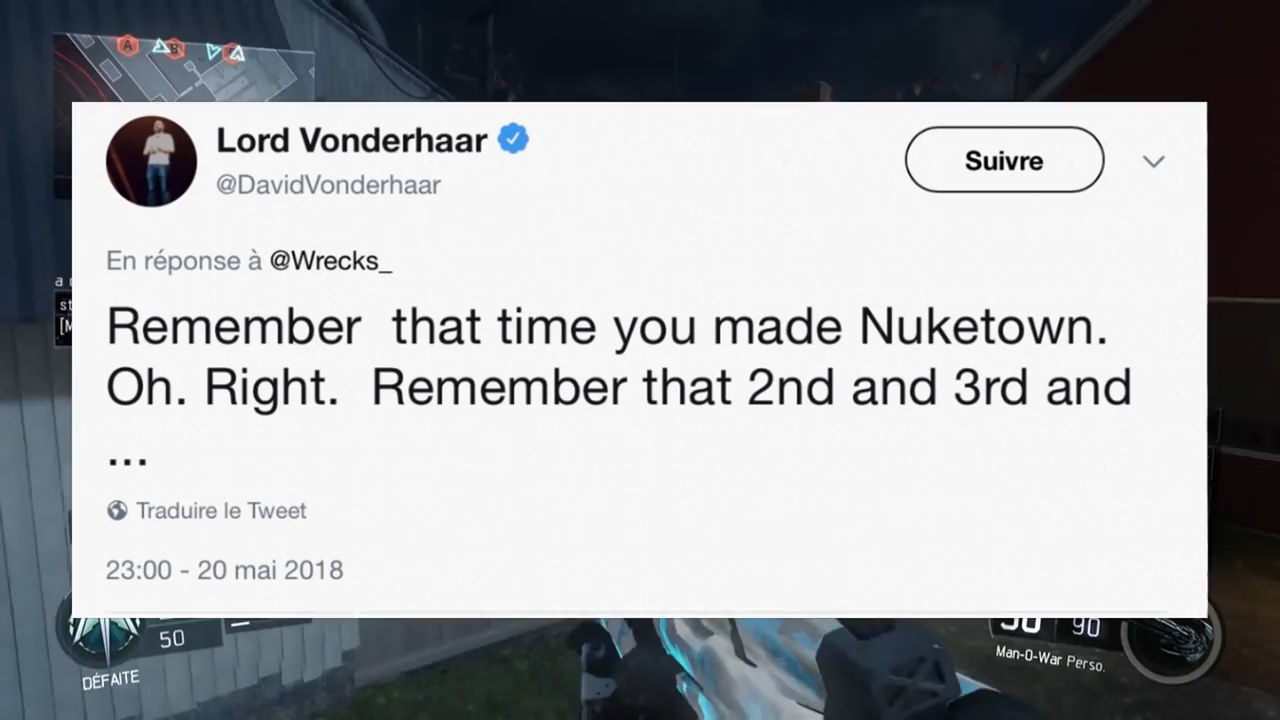 A B
Lord Vonderhaar
@DavidVonderhaar
Suivre
En réponse à @Wrecks_
a
st
[M
Remember  that time you made Nuketown.
Oh. Right.  Remember that 2nd and 3rd and
...
Traduire le Tweet
23:00 - 20 mai 2018
50
90
Man-O-War Perso.
DÉFAITE